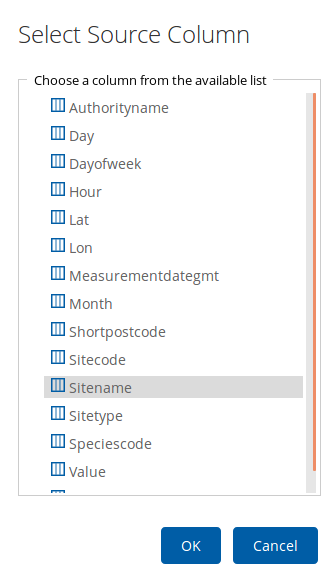 Select Source Column
Choose a column from the available list
Authorityname
Day
Dayofweek
Hour
Lat
Lon
Measurementdategmt
Month
Shortpostcode
Sitecode
Sitename
Sitetype
Speciescode
Value
OK Cancel